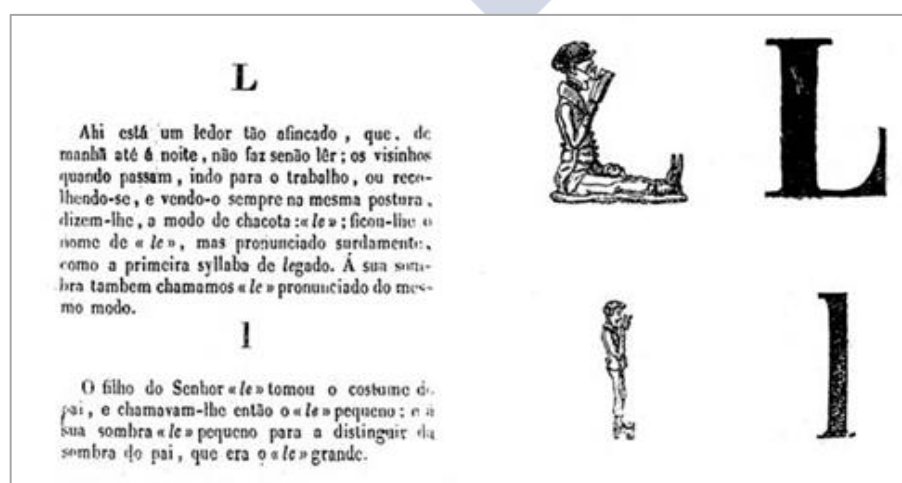 L
Ahi está um ledor tão afincado, que, de
manhã até á noite, não faz senão lêr; os visinhos
quando passam, indo para o trabalho, ou reco-
lhendo-se, e vendo-o sempre na mesma postura,
dizem-lhe, a modo de chacota: «le»; ficou-lhe o
nome de «le», mas pronunciado surdamente,
como a primeira syllaba de legado. Á sua som-
bra tambem chamamos «le» pronunciado do mes-
mo modo.
l
O filho do Senhor «le» tomou o costume do
pai, e chamavam-lhe então o «le» pequeno; e á
sua sombra «le» pequeno para a distinguir da
sombra do pai, que era o «le» grande.
L
l